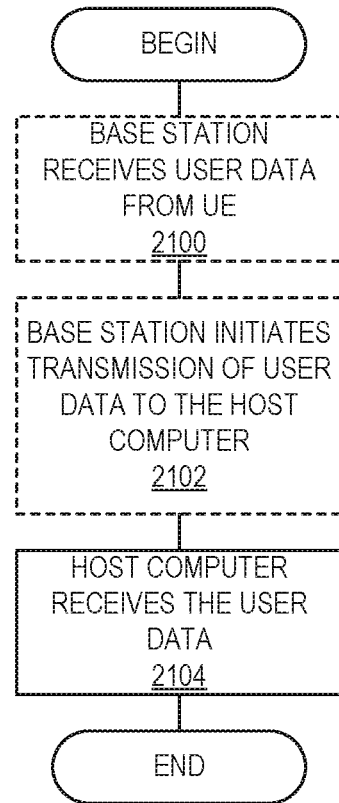 BEGIN
BASE STATION
RECEIVES USER DATA
FROM UE
2100
BASE STATION INITIATES
TRANSMISSION OF USER
DATA TO THE HOST
COMPUTER
2102
HOST COMPUTER
RECEIVES THE USER
DATA
2104
END